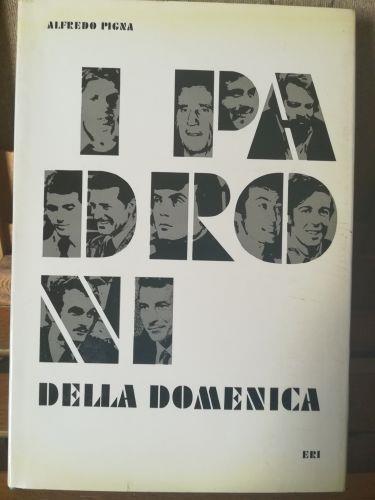 ALFREDO PIGNA
I PA
DRO
NI
DELLA DOMENICA
ERI